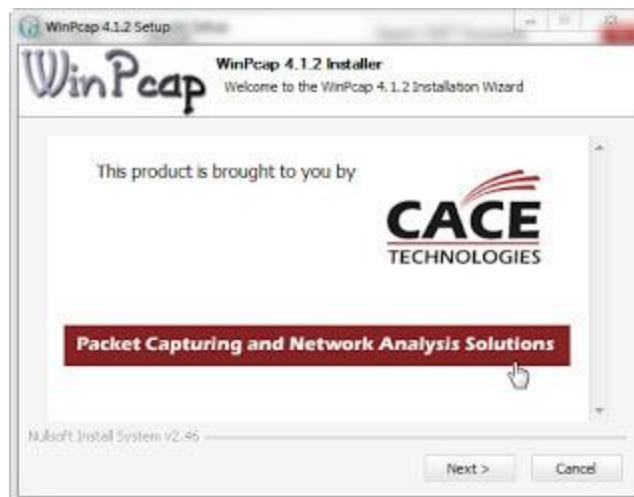 WinPcap 4.1.2 Setup
WinPcap
WinPcap 4.1.2 Installer
Welcome to the WinPcap 4.1.2 Installation Wizard
This product is brought to you by
CACE
TECHNOLOGIES
Packet Capturing and Network Analysis Solutions
Nullsoft Install System v2.46
Next >
Cancel